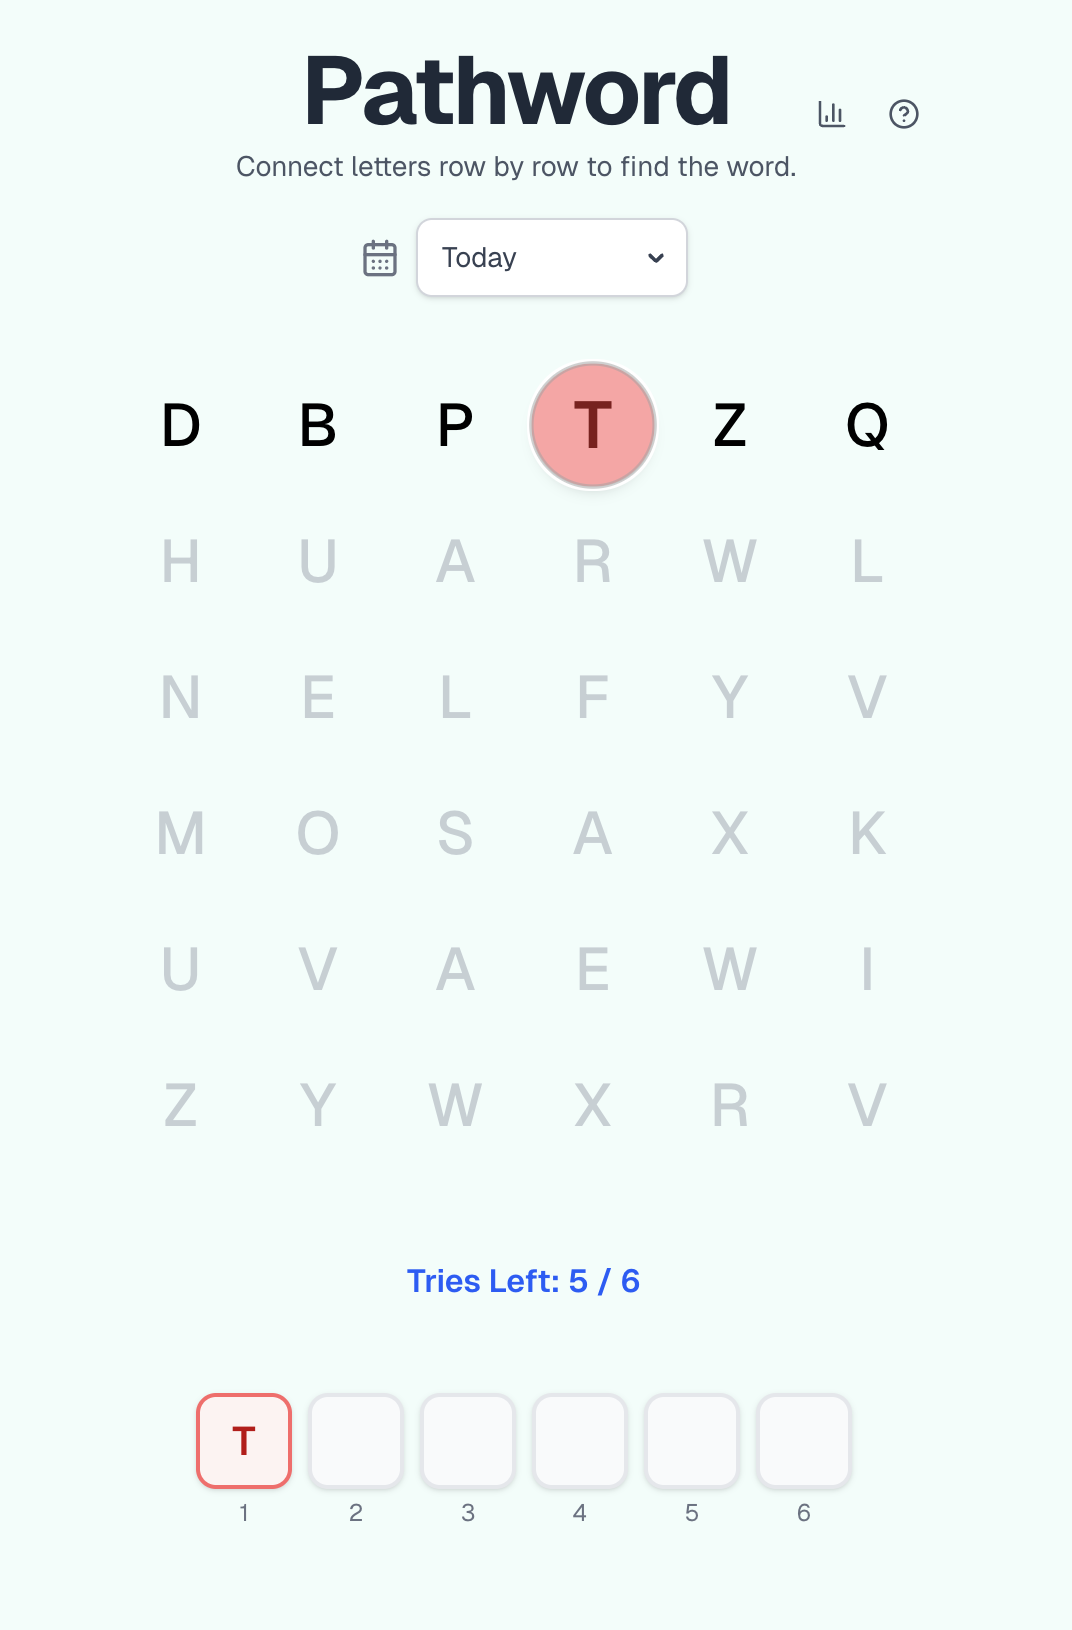 Pathword
Connect letters row by row to find the word.
Today
D B P T Z Q
H U A R W L
N E L F Y V
M O S A X K
U V A E W I
Z Y W X R V
Tries Left: 5 / 6
T
1 2 3 4 5 6